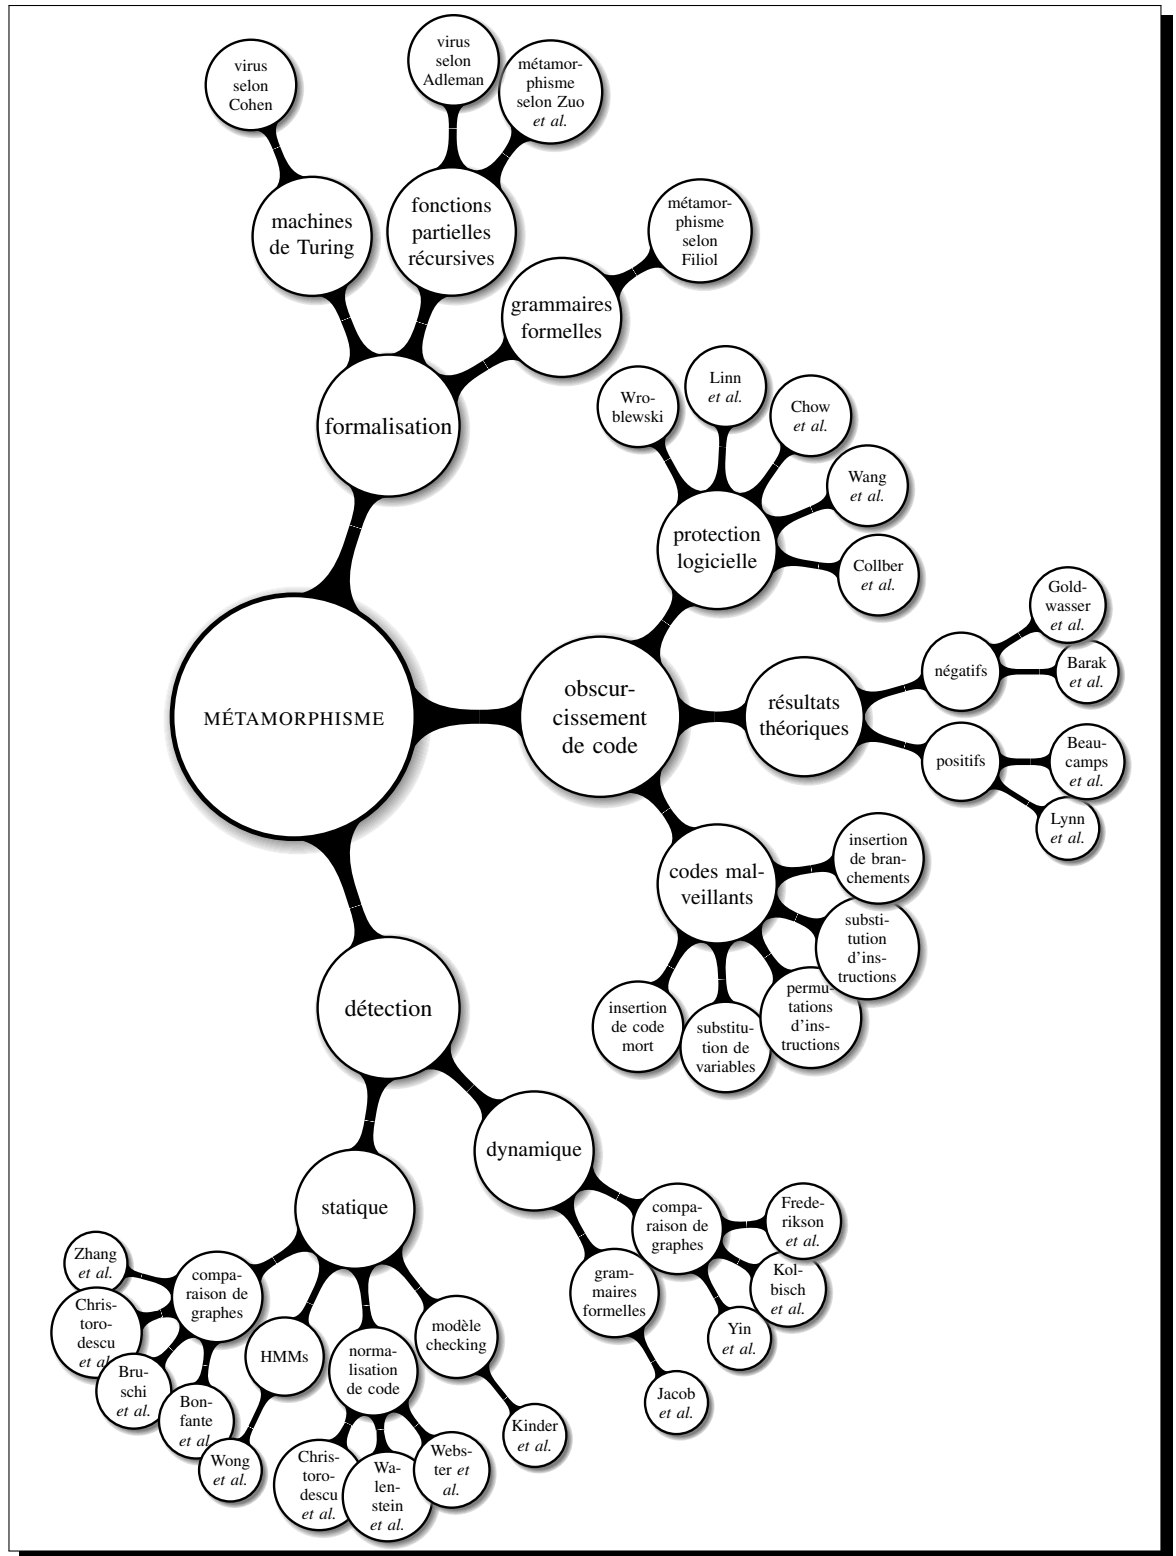 virus
selon
Cohen
virus
selon
Adleman
métamor-
phisme
selon Zuo
et al.
machines
de Turing
fonctions
partielles
récursives
métamor-
phisme
selon
Filiol
grammaires
formelles
formalisation
Wro-
blewski
Linn
et al.
Chow
et al.
Wang
et al.
Collber
et al.
protection
logicielle
MÉTAMORPHISME
obscur-
cissement
de code
résultats
théoriques
négatifs
Gold-
wasser
et al.
Barak
et al.
positifs
Beau-
camps
et al.
Lynn
et al.
codes mal-
veillants
insertion
de bran-
chements
substi-
tution
d'ins-
tructions
permu-
tations
d'ins-
tructions
substitu-
tion de
variables
insertion
de code
mort
détection
dynamique
compa-
raison de
graphes
Frede-
rikson
et al.
Kol-
bisch
et al.
Yin
et al.
gram-
maires
formelles
Jacob
et al.
statique
compa-
raison de
graphes
Zhang
et al.
Chris-
toro-
descu
et al.
Bru-
schi
et al.
Bon-
fante
et al.
HMMs
Wong
et al.
norma-
lisation
de code
Chris-
toro-
descu
et al.
Wa-
len-
stein
et al.
Webs-
ter et
al.
modèle
checking
Kinder
et al.